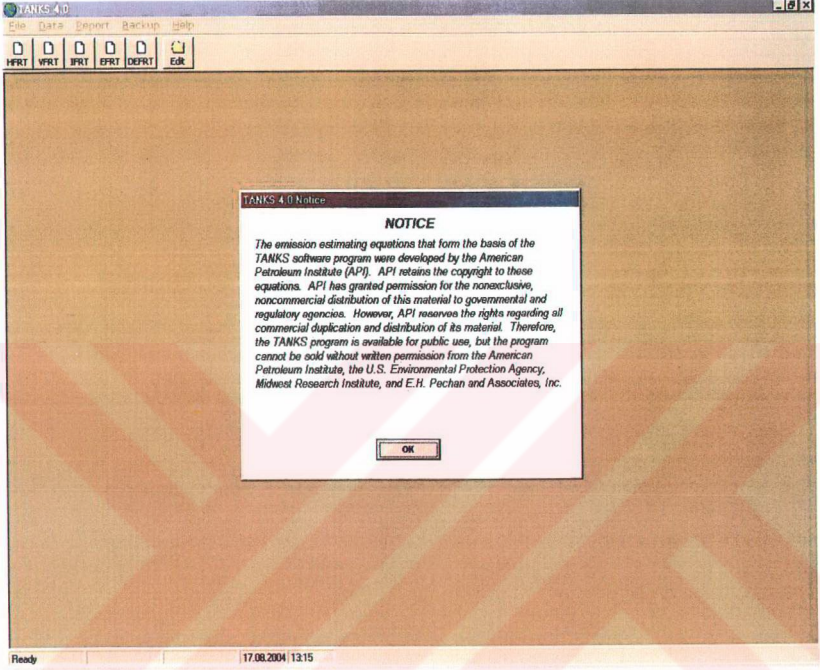 TANKS 4.0
File Data Report Backup Help
HFRT VFRT IFRT EFRT DEFRT Edit
TANKS 4.0 Notice
NOTICE
The emission estimating equations that form the basis of the
TANKS software program were developed by the American
Petroleum Institute (API). API retains the copyright to these
equations. API has granted permission for the nonexclusive,
noncommercial distribution of this material to governmental and
regulatory agencies. However, API reserves the rights regarding all
commercial duplication and distribution of its material. Therefore,
the TANKS program is available for public use, but the program
cannot be sold without written permission from the American
Petroleum Institute, the U.S. Environmental Protection Agency,
Midwest Research Institute, and E.H. Pechan and Associates, Inc.
OK
Ready 17.08.2004 13:15